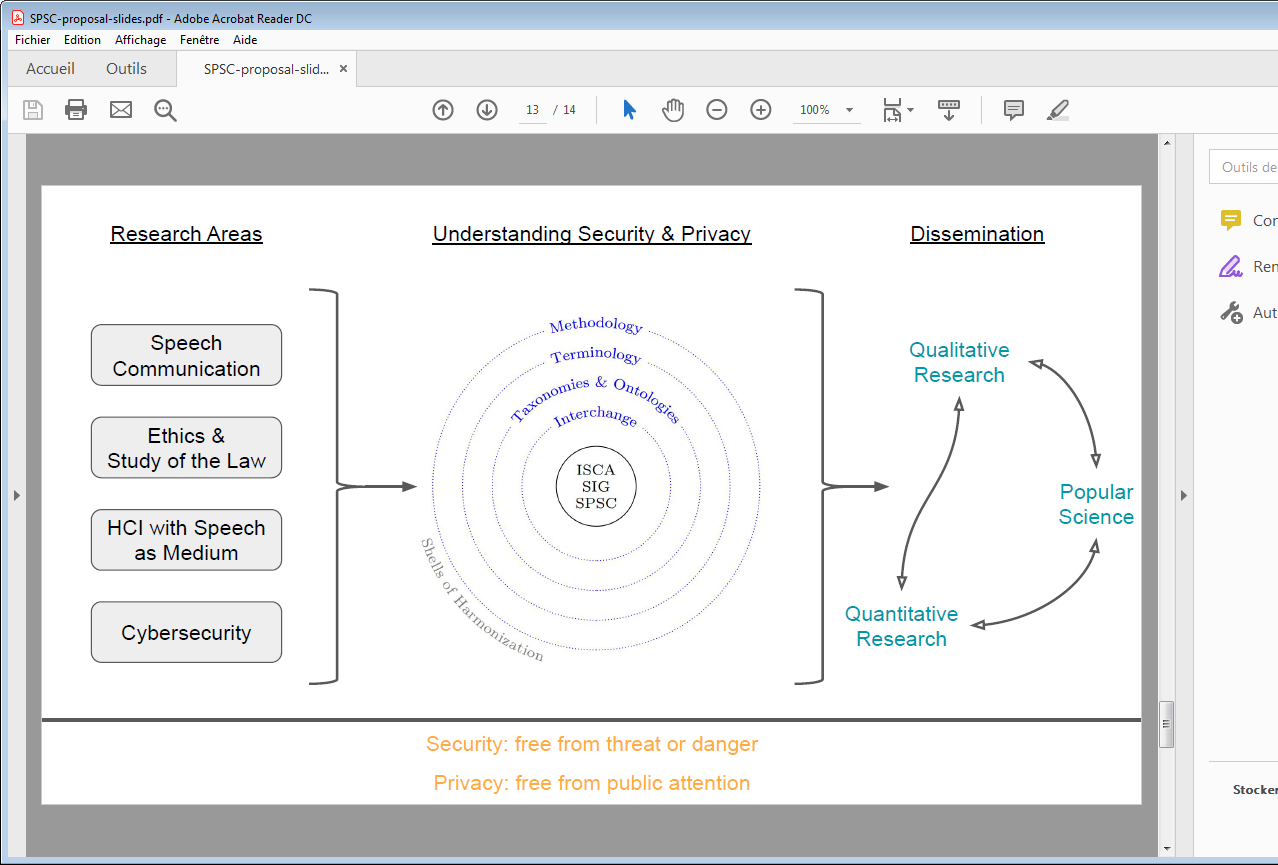 SPSC-proposal-slides.pdf - Adobe Acrobat Reader DC
Fichier Edition Affichage Fenêtre Aide
Accueil Outils SPSC-proposal-slid... ×
13 / 14 100%
Outils de
Con
Ren
Aut
Stocker
Research Areas
Speech
Communication
Ethics &
Study of the Law
HCI with Speech
as Medium
Cybersecurity
Understanding Security & Privacy
Methodology
Terminology
Taxonomies & Ontologies
Interchange
ISCA
SIG
SPSC
Shells of Harmonization
Dissemination
Qualitative
Research
Popular
Science
Quantitative
Research
Security: free from threat or danger
Privacy: free from public attention